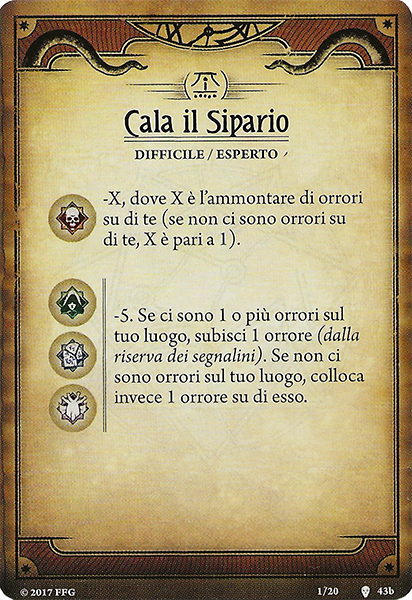 Cala il Sipario
DIFFICILE / ESPERTO
-X, dove X è l'ammontare di orrori
su di te (se non ci sono orrori su
di te, X è pari a 1).
-5. Se ci sono 1 o più orrori sul
tuo luogo, subisci 1 orrore (dalla
riserva dei segnalini). Se non ci
sono orrori sul tuo luogo, colloca
invece 1 orrore su di esso.
© 2017 FFG
1/20
43b